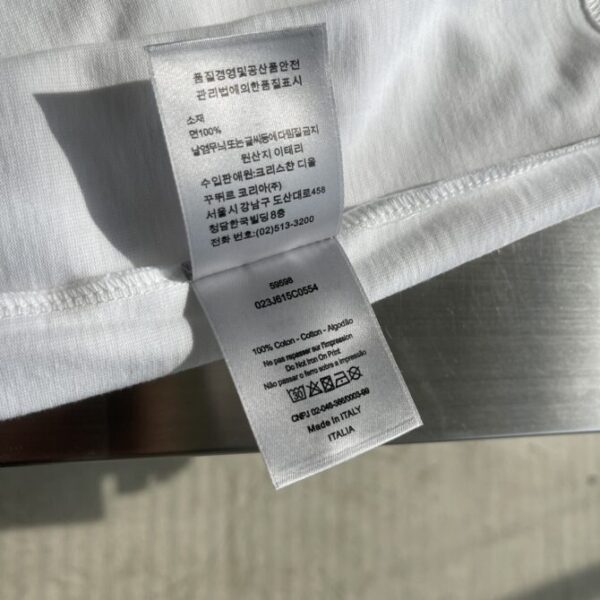 품질경영및공산품안전
관리법에의한품질표시
소재
면100%
날염무늬또는글씨등에다림질금지
원산지 이태리
수입판매원:크리스챤 디올
꾸뛰르 코리아(주)
서울시 강남구 도산대로458
청담한국빌딩 8층
전화 번호:(02)513-3200
59598
023J615C0554
100% Coton - Cotton - Algodão
Ne pas repasser sur l'impression
Do Not Iron On Print
Não passar o ferro sobre a impressão
30
CNPJ 02-046-386/0003-99
Made in ITALY
ITALIA